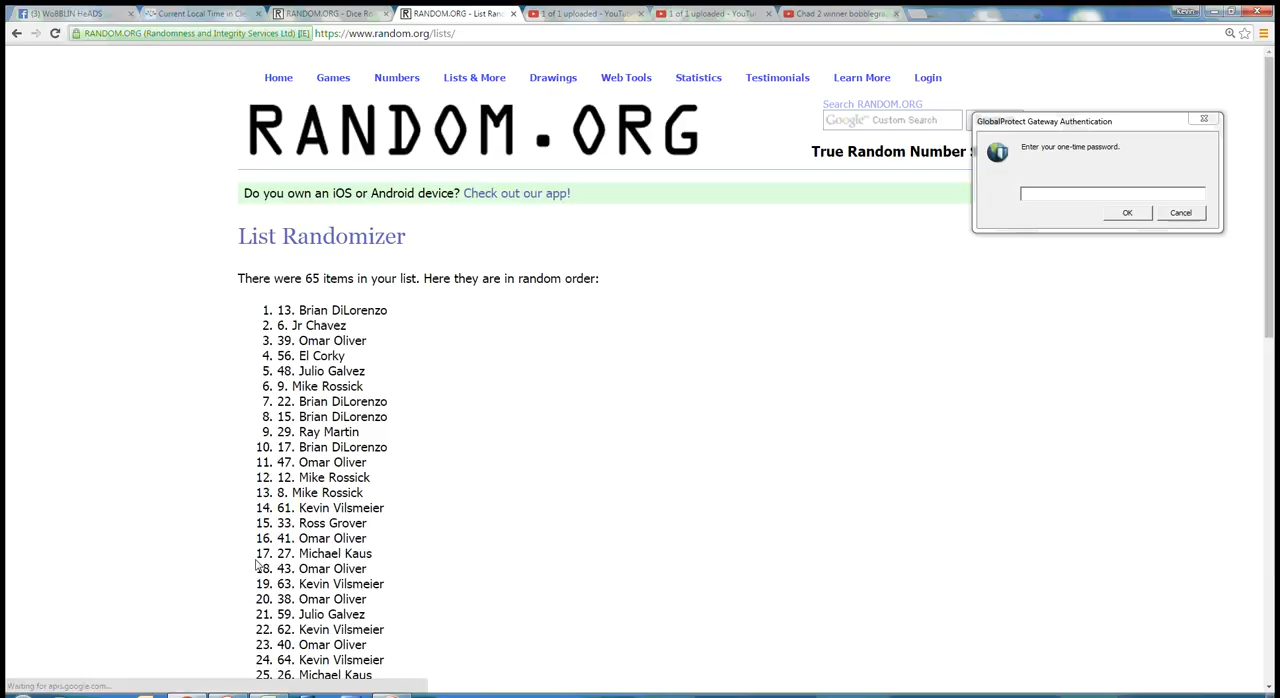 (3) WoBBLIN HeADS
Current Local Time in Cle
RANDOM.ORG - Dice Ro
RANDOM.ORG - List Ran
1 of 1 uploaded - YouTube
1 of 1 uploaded - YouTu
Chad 2 winner bobblegra
Kevin
RANDOM.ORG (Randomness and Integrity Services Ltd) [IE]
https://www.random.org/lists/
Home
Games
Numbers
Lists & More
Drawings
Web Tools
Statistics
Testimonials
Learn More
Login
RANDOM.ORG
Search RANDOM.ORG
Google™ Custom Search
True Random Number S
GlobalProtect Gateway Authentication
Enter your one-time password.
OK
Cancel
Do you own an iOS or Android device? Check out our app!
List Randomizer
There were 65 items in your list. Here they are in random order:
1. 13. Brian DiLorenzo
2. 6. Jr Chavez
3. 39. Omar Oliver
4. 56. El Corky
5. 48. Julio Galvez
6. 9. Mike Rossick
7. 22. Brian DiLorenzo
8. 15. Brian DiLorenzo
9. 29. Ray Martin
10. 17. Brian DiLorenzo
11. 47. Omar Oliver
12. 12. Mike Rossick
13. 8. Mike Rossick
14. 61. Kevin Vilsmeier
15. 33. Ross Grover
16. 41. Omar Oliver
17. 27. Michael Kaus
18. 43. Omar Oliver
19. 63. Kevin Vilsmeier
20. 38. Omar Oliver
21. 59. Julio Galvez
22. 62. Kevin Vilsmeier
23. 40. Omar Oliver
24. 64. Kevin Vilsmeier
25. 26. Michael Kaus
Waiting for apis.google.com...